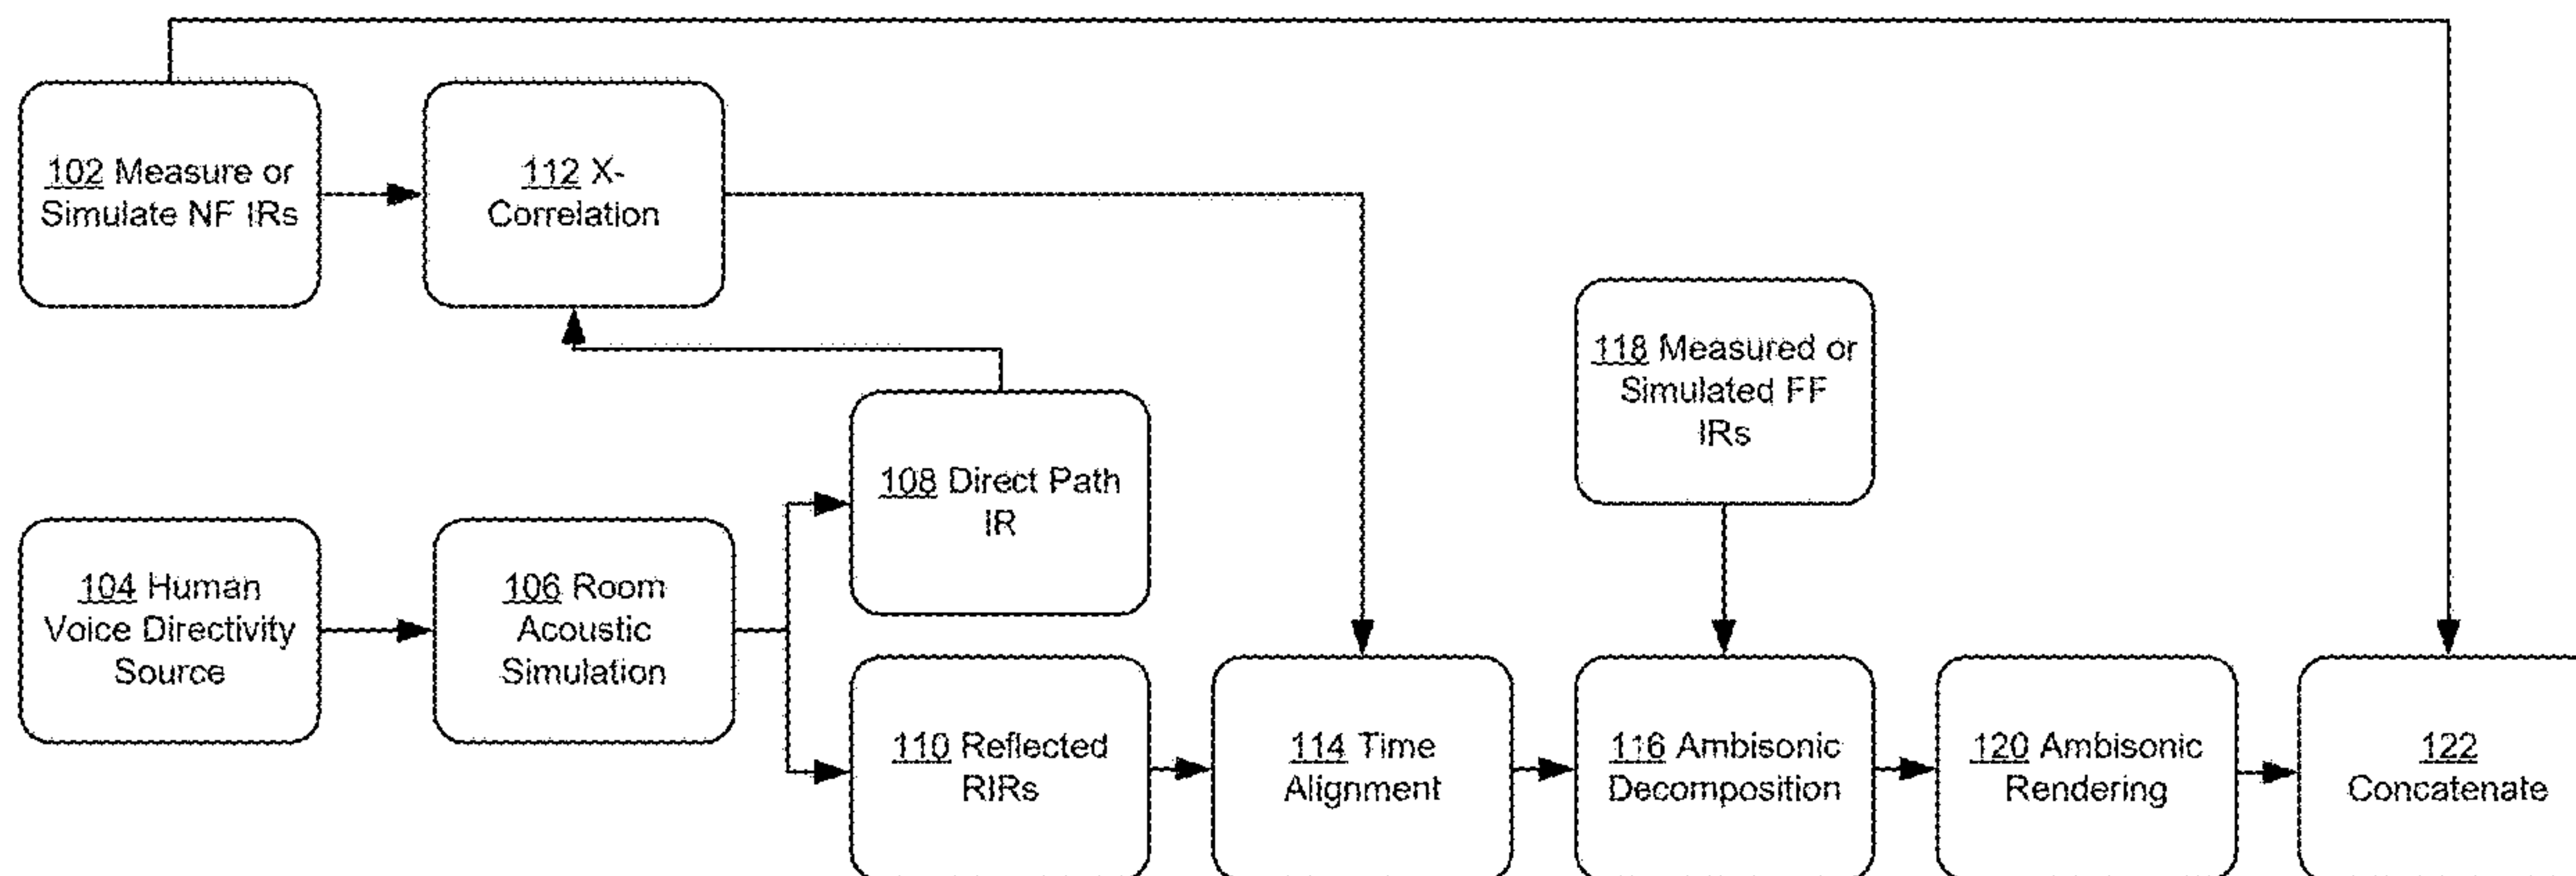 102 Measure or
Simulate NF IRs
112 X-
Correlation
118 Measured or
Simulated FF
IRs
108 Direct Path
IR
104 Human
Voice Directivity
Source
106 Room
Acoustic
Simulation
110 Reflected
RIRs
114 Time
Alignment
116 Ambisonic
Decomposition
120 Ambisonic
Rendering
122
Concatenate